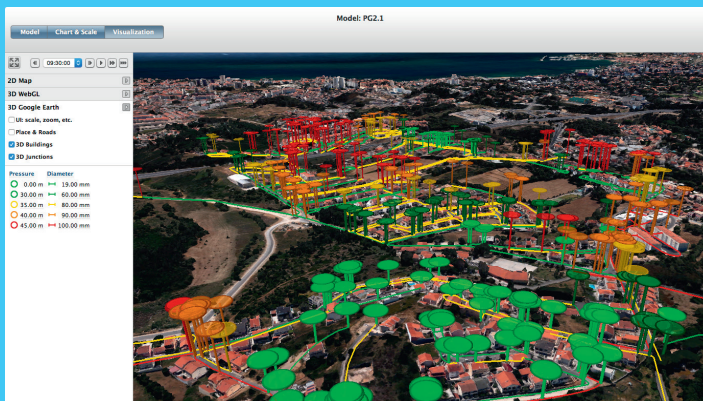 Model: PG2.1
Model Chart & Scale Visualization
09:30:00
2D Map
3D WebGL
3D Google Earth
UI: scale, zoom, etc.
Place & Roads
3D Buildings
3D Junctions
Pressure Diameter
0.00 m 19.00 mm
30.00 m 60.00 mm
35.00 m 80.00 mm
40.00 m 90.00 mm
45.00 m 100.00 mm